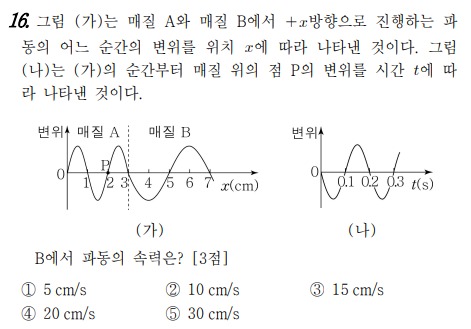 16. 그림 (가)는 매질 A와 매질 B에서 +x방향으로 진행하는 파
동의 어느 순간의 변위를 위치 x에 따라 나타낸 것이다. 그림
(나)는 (가)의 순간부터 매질 위의 점 P의 변위를 시간 t에 따
라 나타낸 것이다.
변위 매질 A 매질 B
P
0 1 2 3 4 5 6 7 x(cm)
(가)
변위
0 0.1 0.2 0.3 t(s)
(나)
B에서 파동의 속력은? [3점]
① 5 cm/s ② 10 cm/s ③ 15 cm/s
④ 20 cm/s ⑤ 30 cm/s